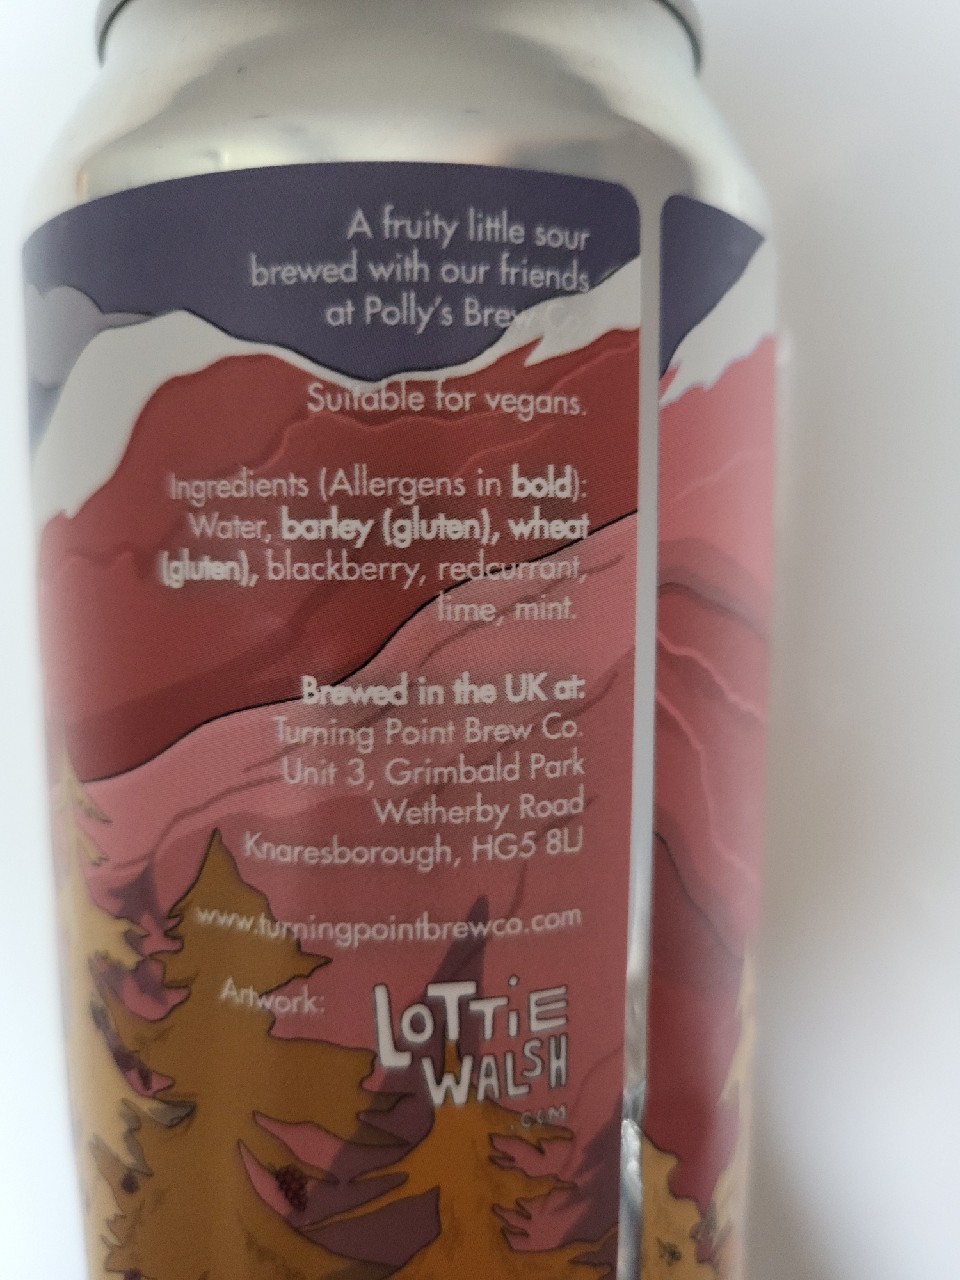 A fruity little sour
brewed with our friends
at Polly's Brew Co.
Suitable for vegans.
Ingredients (Allergens in bold):
Water, barley (gluten), wheat
(gluten), blackberry, redcurrant,
lime, mint.
Brewed in the UK at:
Turning Point Brew Co.
Unit 3, Grimbald Park
Wetherby Road
Knaresborough, HG5 8LJ
www.turningpointbrewco.com
Artwork:
LOTTiE
WALSH
.COM